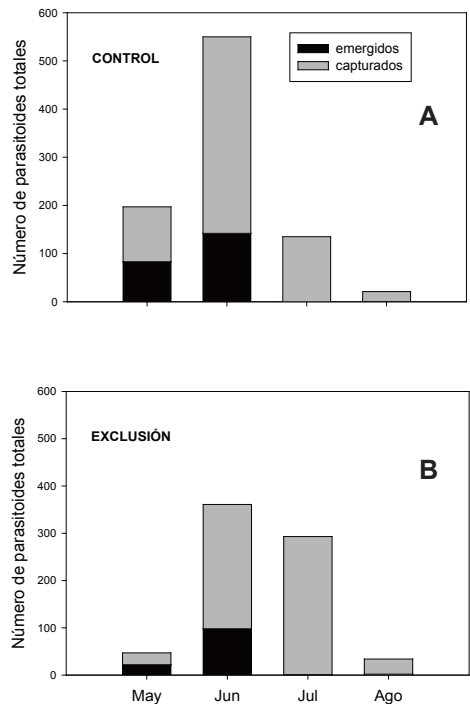 600
500
400
300
200
100
0
Número de parasitoides totales
CONTROL
emergidos
capturados
A
600
500
400
300
200
100
0
Número de parasitoides totales
EXCLUSIÓN
B
May Jun Jul Ago